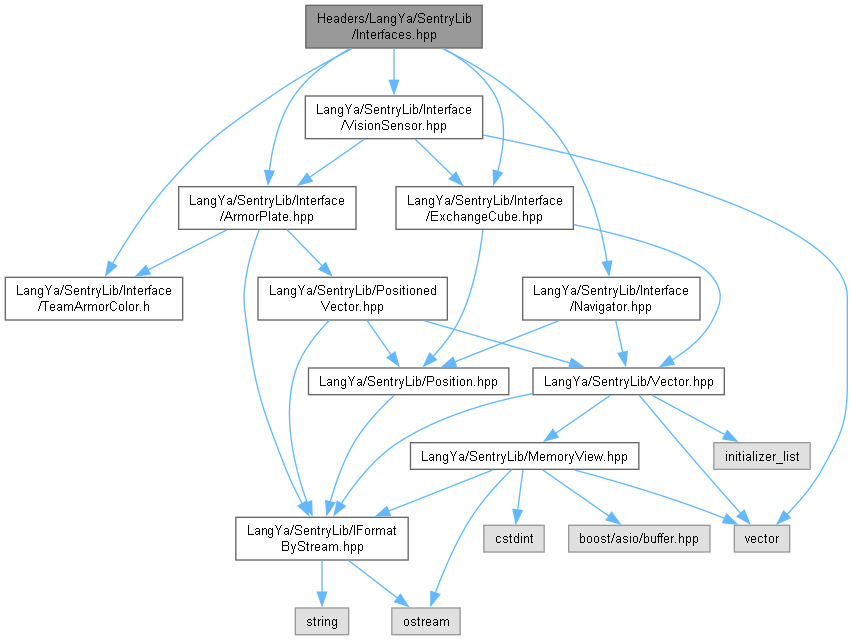 Headers/LangYa/SentryLib
/Interfaces.hpp
LangYa/SentryLib/Interface
/VisionSensor.hpp
LangYa/SentryLib/Interface
/ArmorPlate.hpp
LangYa/SentryLib/Interface
/ExchangeCube.hpp
LangYa/SentryLib/Interface
/TeamArmorColor.h
LangYa/SentryLib/Positioned
Vector.hpp
LangYa/SentryLib/Interface
/Navigator.hpp
LangYa/SentryLib/Position.hpp
LangYa/SentryLib/Vector.hpp
LangYa/SentryLib/MemoryView.hpp
initializer_list
LangYa/SentryLib/IFormat
ByStream.hpp
cstdint
boost/asio/buffer.hpp
vector
string
ostream